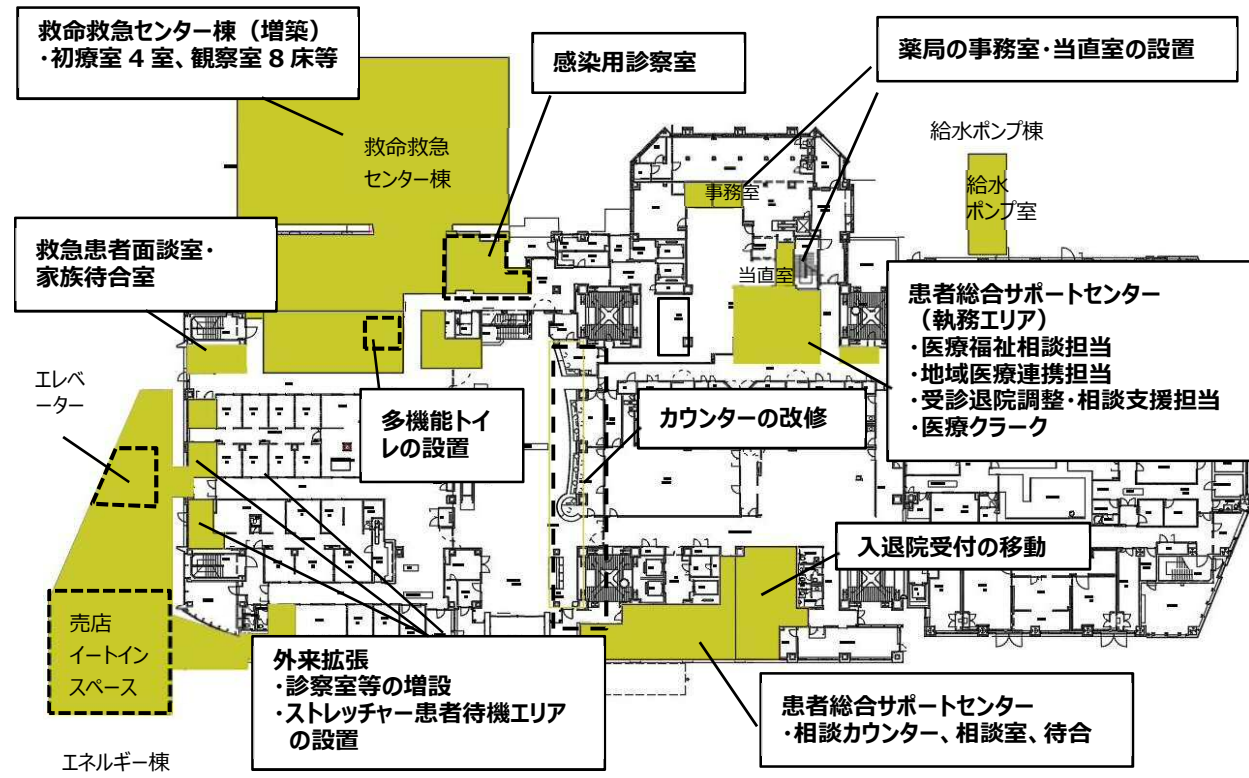 救命救急センター棟（増築）
・初療室４室、観察室８床等
感染用診察室
薬局の事務室・当直室の設置
救命救急
センター棟
給水ポンプ棟
事務室
給水
ポンプ室
救急患者面談室・
家族待合室
当直室
患者総合サポートセンター
（執務エリア）
・医療福祉相談担当
・地域医療連携担当
・受診退院調整・相談支援担当
・医療クラーク
エレベ
ーター
多機能トイ
レの設置
カウンターの改修
入退院受付の移動
売店
イートイン
スペース
外来拡張
・診察室等の増設
・ストレッチャー患者待機エリア
の設置
患者総合サポートセンター
・相談カウンター、相談室、待合
エネルギー棟